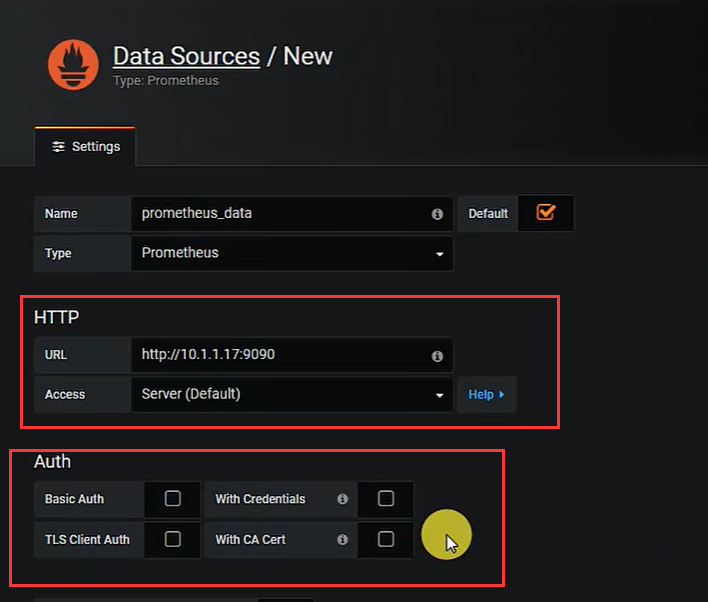 Data Sources / New
Type: Prometheus
Settings
Name prometheus_data Default
Type Prometheus
HTTP
URL http://10.1.1.17:9090
Access Server (Default) Help
Auth
Basic Auth With Credentials
TLS Client Auth With CA Cert